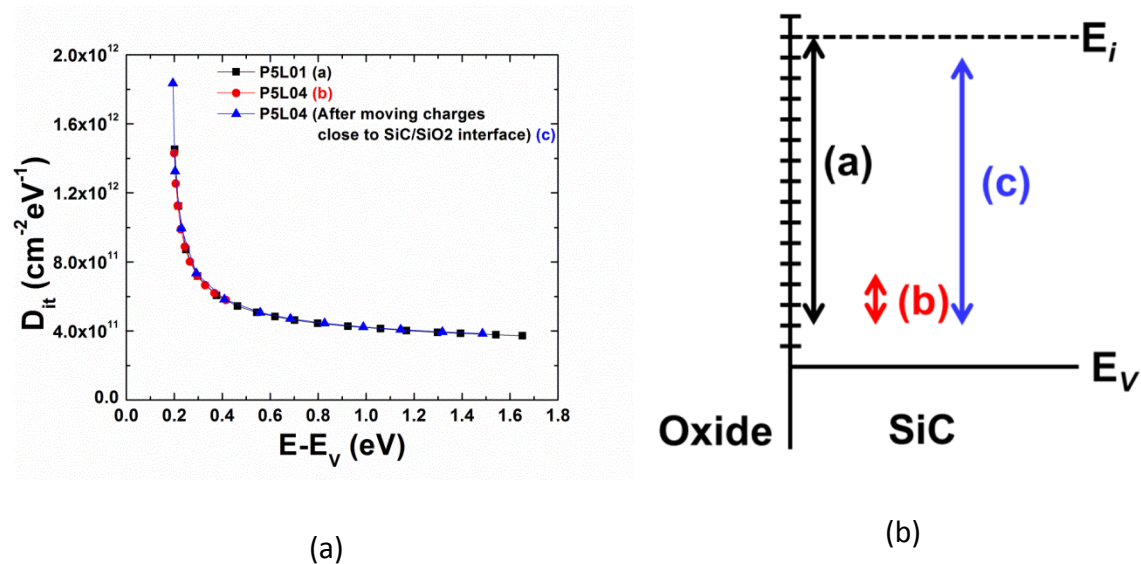 2.0x10¹²
1.6x10¹²
1.2x10¹²
8.0x10¹¹
4.0x10¹¹
0.0
D_it (cm⁻²eV⁻¹)
P5L01 (a)
P5L04 (b)
P5L04 (After moving charges
close to SiC/SiO2 interface) (c)
0.0 0.2 0.4 0.6 0.8 1.0 1.2 1.4 1.6 1.8
E-E_V (eV)
(a)
E_i
(a)
(c)
(b)
E_V
Oxide SiC
(b)